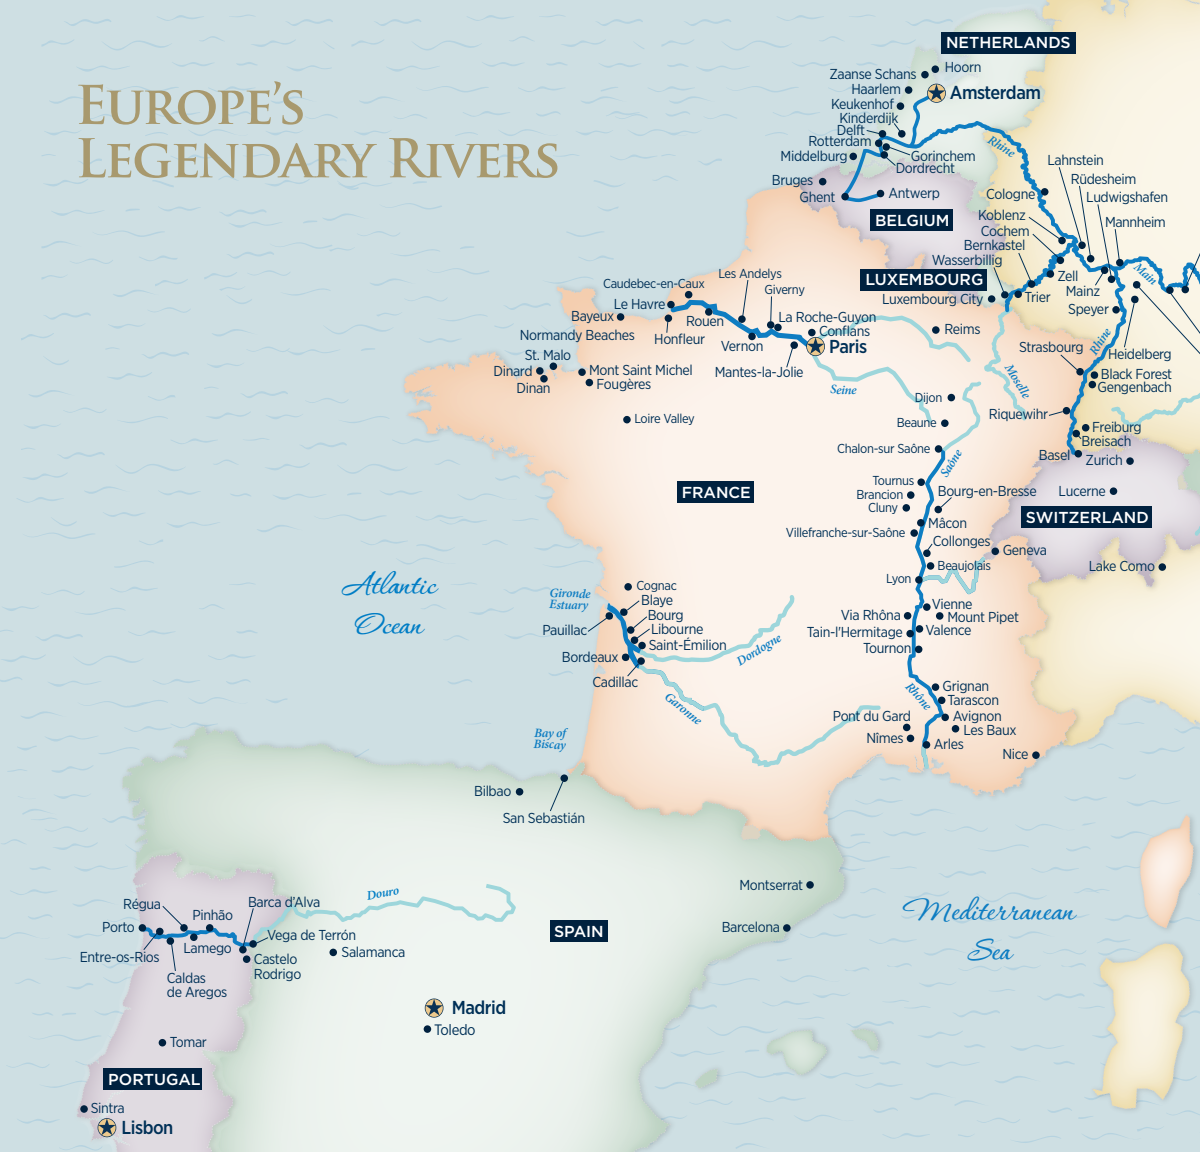 EUROPE'S
LEGENDARY RIVERS
NETHERLANDS
Hoorn
Zaanse Schans
Haarlem
Amsterdam
Keukenhof
Kinderdijk
Delft
Rotterdam
Middelburg
Gorinchem
Dordrecht
Rhine
Bruges
Ghent
Antwerp
BELGIUM
Lahnstein
Rüdesheim
Ludwigshafen
Mannheim
Cologne
Koblenz
Cochem
Bernkastel
Wasserbillig
LUXEMBOURG
Luxembourg City
Trier
Zell
Mainz
Main
Speyer
Rhine
Heidelberg
Strasbourg
Black Forest
Gengenbach
Moselle
Riquewihr
Freiburg
Breisach
Basel
Zurich
Lucerne
SWITZERLAND
Geneva
Lake Como
Les Andelys
Caudebec-en-Caux
Giverny
Le Havre
Bayeux
Rouen
La Roche-Guyon
Conflans
Normandy Beaches
Honfleur
Vernon
Paris
Reims
St. Malo
Dinard
Dinan
Mont Saint Michel
Fougères
Mantes-la-Jolie
Seine
Loire Valley
Dijon
Beaune
Chalon-sur Saône
Saône
Tournus
Brancion
Cluny
Bourg-en-Bresse
FRANCE
Mâcon
Villefranche-sur-Saône
Collonges
Beaujolais
Lyon
Vienne
Via Rhôna
Mount Pipet
Tain-l'Hermitage
Valence
Tournon
Rhône
Grignan
Tarascon
Pont du Gard
Avignon
Nîmes
Les Baux
Arles
Nice
Atlantic
Ocean
Gironde
Estuary
Cognac
Blaye
Bourg
Pauillac
Libourne
Saint-Émilion
Bordeaux
Cadillac
Dordogne
Garonne
Bay of
Biscay
Bilbao
San Sebastián
Montserrat
Barcelona
Mediterranean
Sea
Douro
Régua
Porto
Pinhão
Barca d'Alva
Vega de Terrón
Entre-os-Rios
Lamego
Castelo
Rodrigo
Caldas
de Aregos
Salamanca
SPAIN
Madrid
Toledo
Tomar
PORTUGAL
Sintra
Lisbon